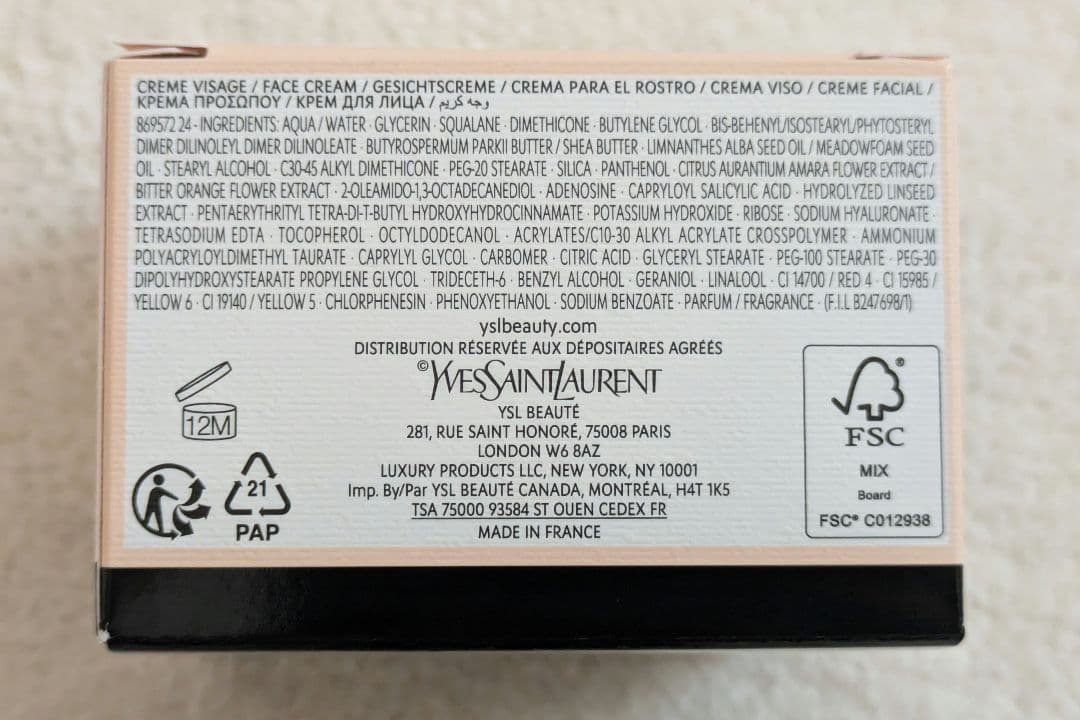 CREME VISAGE / FACE CREAM / GESICHTSCREME / CREMA PARA EL ROSTRO / CREMA VISO / CREME FACIAL /
ΚΡΕΜΑ ΠΡΟΣΩΠΟΥ / КРЕМ ДЛЯ ЛИЦА / وجه كريم
869572 24 - INGREDIENTS: AQUA / WATER · GLYCERIN · SQUALANE · DIMETHICONE · BUTYLENE GLYCOL · BIS-BEHENYL/ISOSTEARYL/PHYTOSTERYL
DIMER DILINOLEYL DIMER DILINOLEATE · BUTYROSPERMUM PARKII BUTTER / SHEA BUTTER · LIMNANTHES ALBA SEED OIL / MEADOWFOAM SEED
OIL · STEARYL ALCOHOL · C30-45 ALKYL DIMETHICONE · PEG-20 STEARATE · SILICA · PANTHENOL · CITRUS AURANTIUM AMARA FLOWER EXTRACT /
BITTER ORANGE FLOWER EXTRACT · 2-OLEAMIDO-1,3-OCTADECANEDIOL · ADENOSINE · CAPRYLOYL SALICYLIC ACID · HYDROLYZED LINSEED
EXTRACT · PENTAERYTHRITYL TETRA-DI-T-BUTYL HYDROXYHYDROCINNAMATE · POTASSIUM HYDROXIDE · RIBOSE · SODIUM HYALURONATE ·
TETRASODIUM EDTA · TOCOPHEROL · OCTYLDODECANOL · ACRYLATES/C10-30 ALKYL ACRYLATE CROSSPOLYMER · AMMONIUM
POLYACRYLOYLDIMETHYL TAURATE · CAPRYLYL GLYCOL · CARBOMER · CITRIC ACID · GLYCERYL STEARATE · PEG-100 STEARATE · PEG-30
DIPOLYHYDROXYSTEARATE PROPYLENE GLYCOL · TRIDECETH-6 · BENZYL ALCOHOL · GERANIOL · LINALOOL · CI 14700 / RED 4 · CI 15985 /
YELLOW 6 · CI 19140 / YELLOW 5 · CHLORPHENESIN · PHENOXYETHANOL · SODIUM BENZOATE · PARFUM / FRAGRANCE · (F.I.L B247698/1)
yslbeauty.com
DISTRIBUTION RÉSERVÉE AUX DÉPOSITAIRES AGRÉÉS
©YVESSAINTLAURENT
YSL BEAUTÉ
281, RUE SAINT HONORÉ, 75008 PARIS
LONDON W6 8AZ
LUXURY PRODUCTS LLC, NEW YORK, NY 10001
Imp. By/Par YSL BEAUTÉ CANADA, MONTRÉAL, H4T 1K5
TSA 75000 93584 ST OUEN CEDEX FR
MADE IN FRANCE
12M
21
PAP
®
FSC
MIX
Board
FSC® C012938